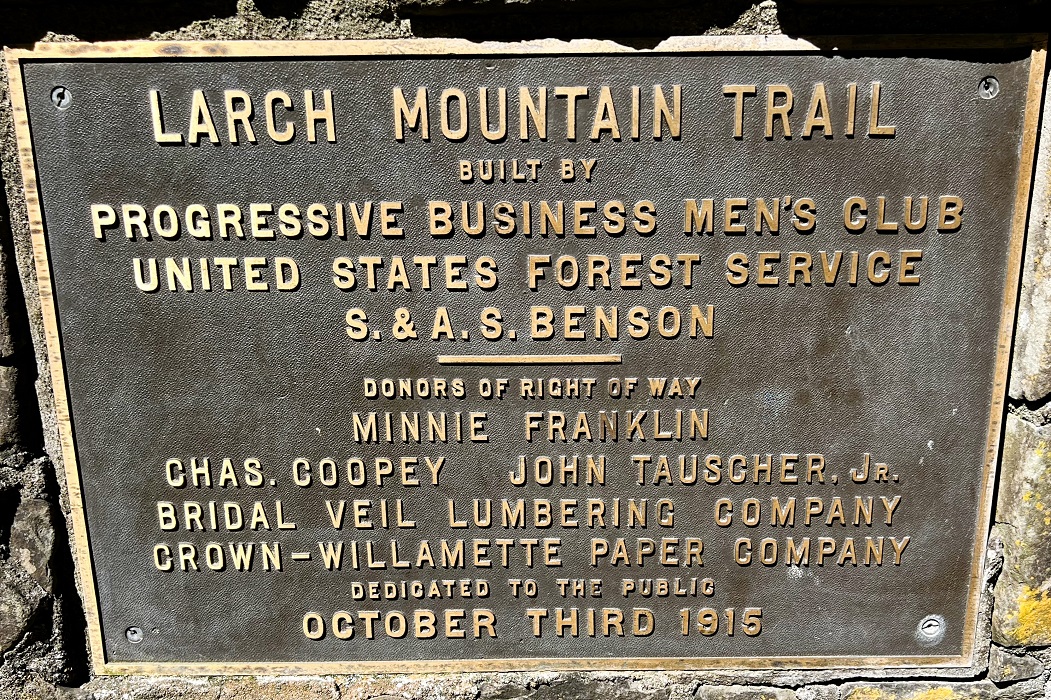 LARCH MOUNTAIN TRAIL
BUILT BY
PROGRESSIVE BUSINESS MEN'S CLUB
UNITED STATES FOREST SERVICE
S. & A. S. BENSON
DONORS OF RIGHT OF WAY
MINNIE FRANKLIN
CHAS. COOPEY JOHN TAUSCHER, JR.
BRIDAL VEIL LUMBERING COMPANY
CROWN-WILLAMETTE PAPER COMPANY
DEDICATED TO THE PUBLIC
OCTOBER THIRD 1915